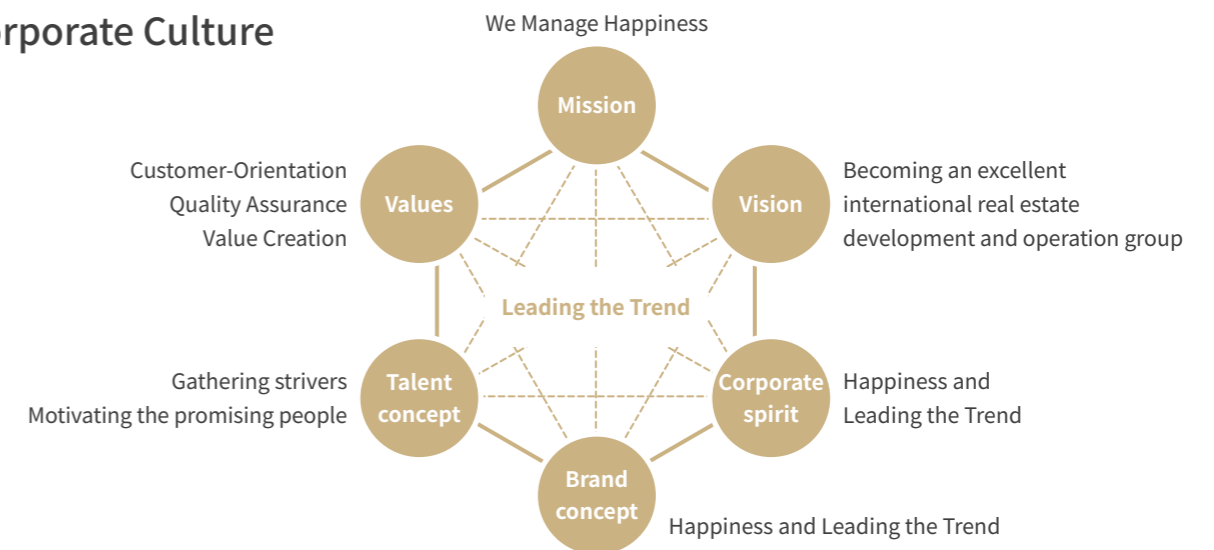 rporate Culture
We Manage Happiness
Mission
Customer-Orientation
Quality Assurance
Value Creation
Values
Vision
Becoming an excellent
international real estate
development and operation group
Leading the Trend
Gathering strivers
Motivating the promising people
Talent
concept
Corporate
spirit
Happiness and
Leading the Trend
Brand
concept
Happiness and Leading the Trend